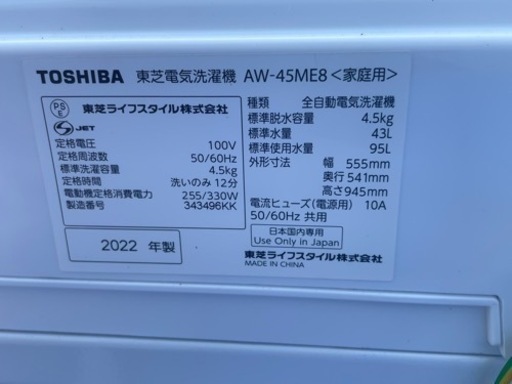 TOSHIBA 東芝電気洗濯機 AW-45ME8<家庭用>
PS
E
東芝ライフスタイル株式会社
S JET
定格電圧 100V
定格周波数 50/60Hz
標準洗濯容量 4.5kg
定格時間 洗いのみ 12分
電動機定格消費電力 255/330W
製造番号 343496KK
2022 年製
種類 全自動電気洗濯機
標準脱水容量 4.5kg
標準水量 43L
標準使用水量 95L
外形寸法 幅 555mm
奥行 541mm
高さ 945mm
電流ヒューズ(電源用) 10A
50/60Hz 共用
日本国内専用
Use Only in Japan
東芝ライフスタイル株式会社
MADE IN CHINA